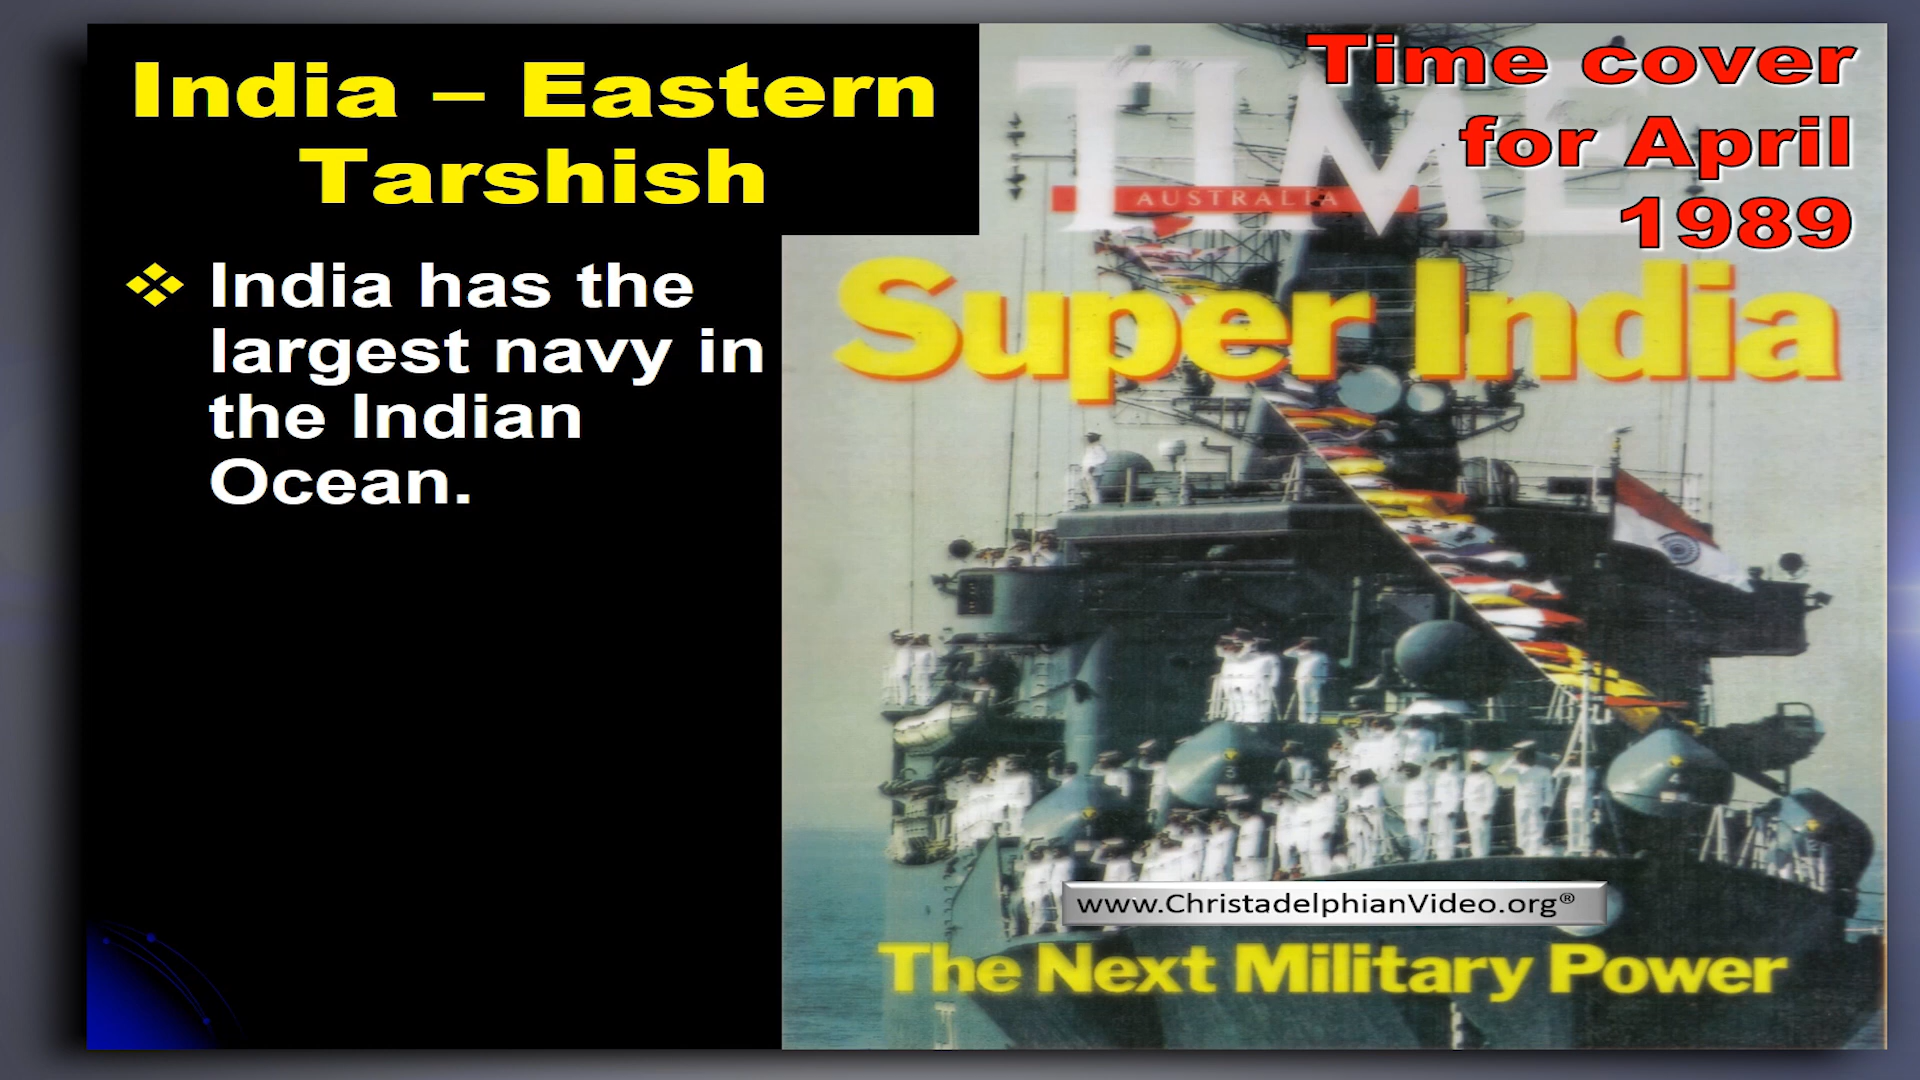 India – Eastern
Tarshish
❖ India has the
largest navy in
the Indian
Ocean.
Time cover
for April
1989
TIME
AUSTRALIA
Super India
www.ChristadelphianVideo.org®
The Next Military Power